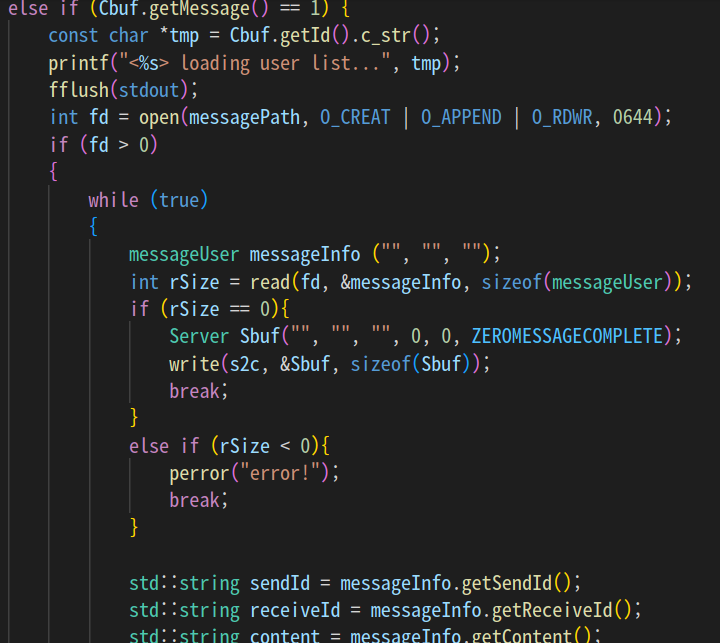 else if (Cbuf.getMessage() == 1) {
const char *tmp = Cbuf.getId().c_str();
printf("<%s> loading user list...", tmp);
fflush(stdout);
int fd = open(messagePath, O_CREAT | O_APPEND | O_RDWR, 0644);
if (fd > 0)
{
while (true)
{
messageUser messageInfo ("", "", "");
int rSize = read(fd, &messageInfo, sizeof(messageUser));
if (rSize == 0){
Server Sbuf("", "", "", 0, 0, ZEROMESSAGECOMPLETE);
write(s2c, &Sbuf, sizeof(Sbuf));
break;
}
else if (rSize < 0){
perror("error!");
break;
}
std::string sendId = messageInfo.getSendId();
std::string receiveId = messageInfo.getReceiveId();
std::string content = messageInfo.getContent();